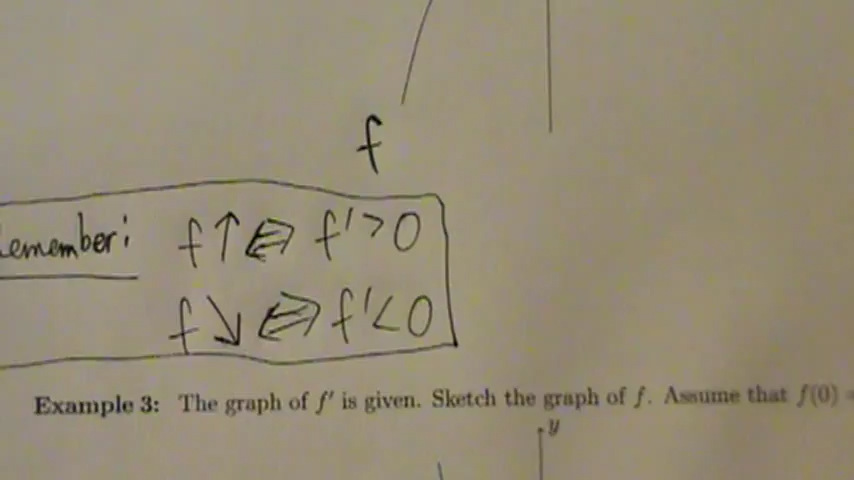 f
Remember: f↑ ⇔ f'>0
f↘ ⇔ f'<0
Example 3: The graph of f′ is given. Sketch the graph of f. Assume that f(0) =
y